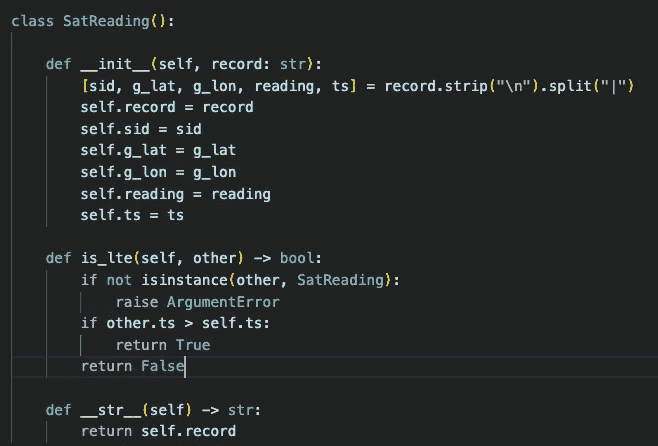 class SatReading():
def __init__(self, record: str):
[sid, g_lat, g_lon, reading, ts] = record.strip("\n").split("|")
self.record = record
self.sid = sid
self.g_lat = g_lat
self.g_lon = g_lon
self.reading = reading
self.ts = ts
def is_lte(self, other) -> bool:
if not isinstance(other, SatReading):
raise ArgumentError
if other.ts > self.ts:
return True
return False
def __str__(self) -> str:
return self.record